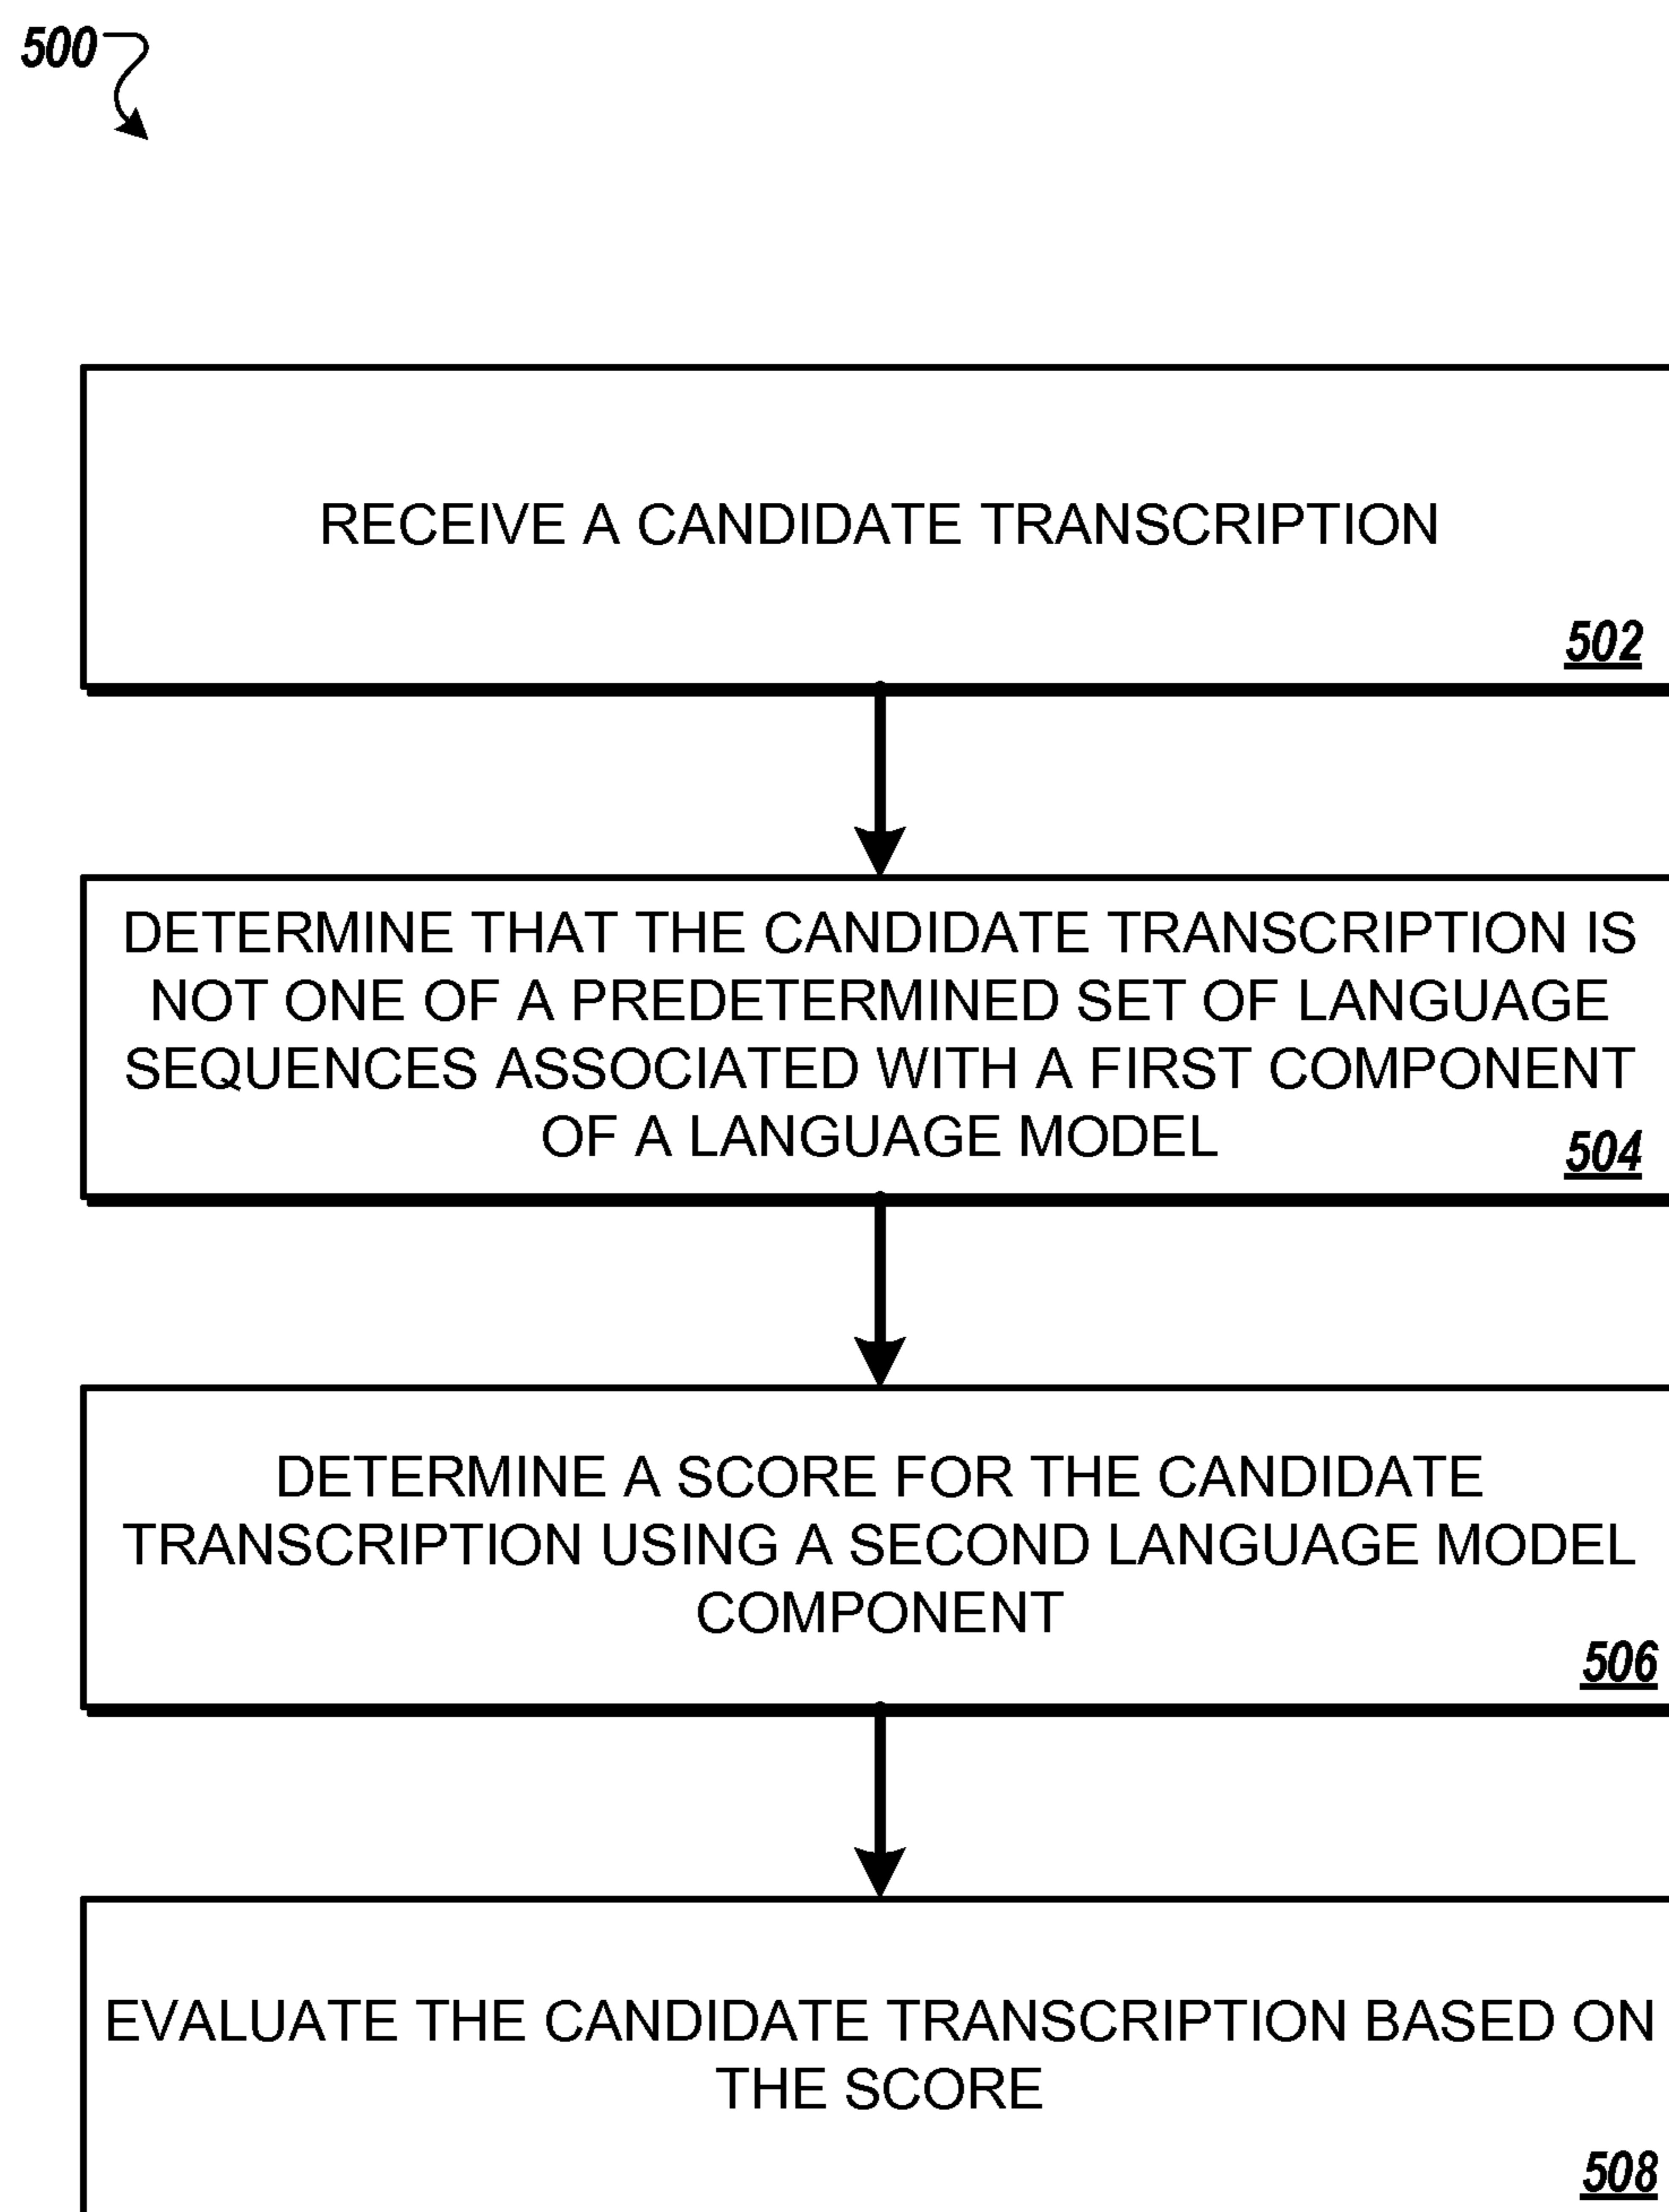 500
RECEIVE A CANDIDATE TRANSCRIPTION
502
DETERMINE THAT THE CANDIDATE TRANSCRIPTION IS
NOT ONE OF A PREDETERMINED SET OF LANGUAGE
SEQUENCES ASSOCIATED WITH A FIRST COMPONENT
OF A LANGUAGE MODEL
504
DETERMINE A SCORE FOR THE CANDIDATE
TRANSCRIPTION USING A SECOND LANGUAGE MODEL
COMPONENT
506
EVALUATE THE CANDIDATE TRANSCRIPTION BASED ON
THE SCORE
508